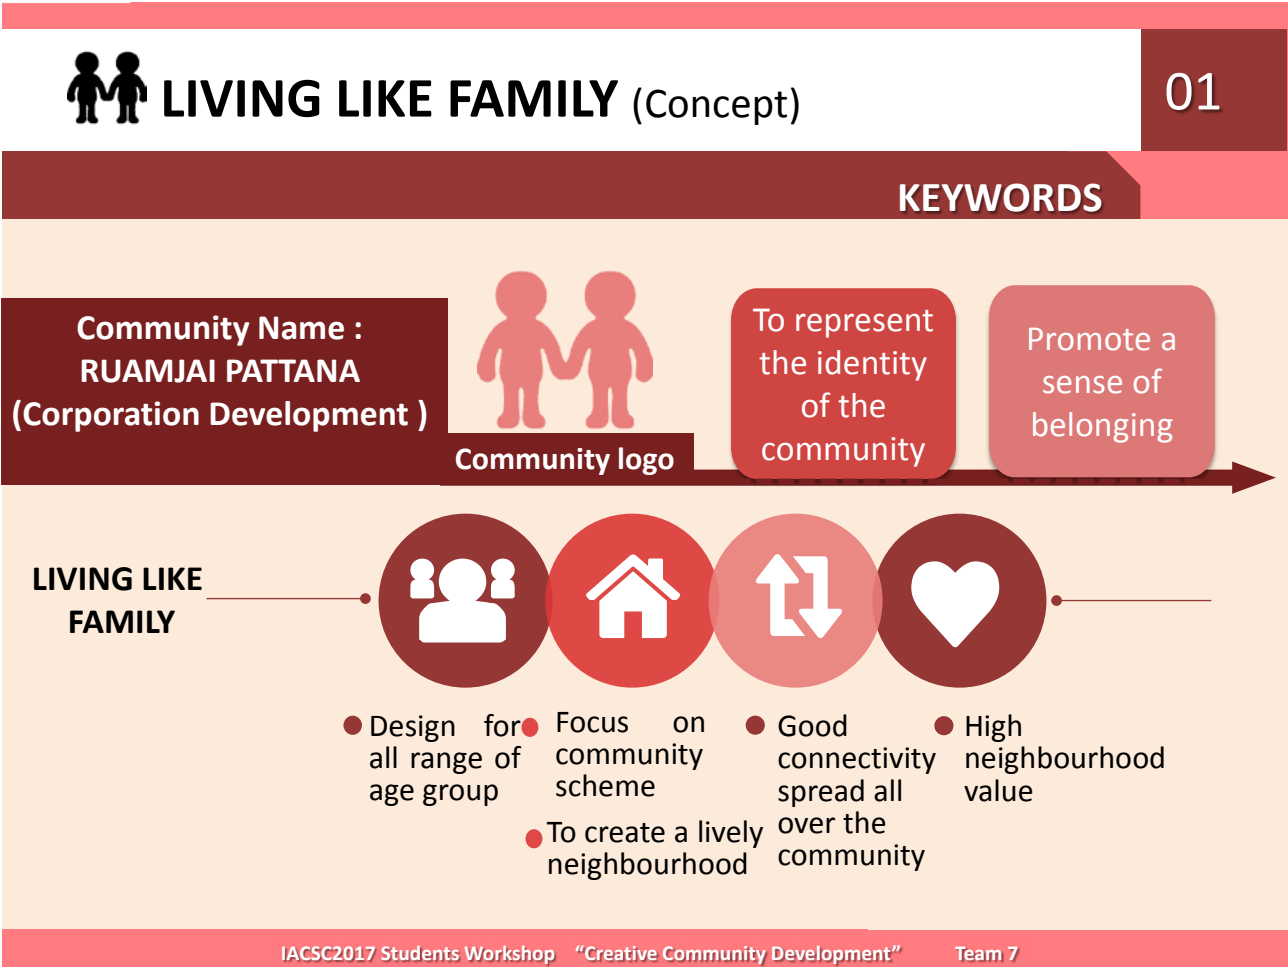 LIVING LIKE FAMILY (Concept)
01
KEYWORDS
Community Name :
RUAMJAI PATTANA
(Corporation Development )
Community logo
To represent
the identity
of the
community
Promote a
sense of
belonging
LIVING LIKE
FAMILY
Design for
all range of
age group
Focus on
community
scheme
To create a lively
neighbourhood
Good
connectivity
spread all
over the
community
High
neighbourhood
value
IACSC2017 Students Workshop “Creative Community Development” Team 7